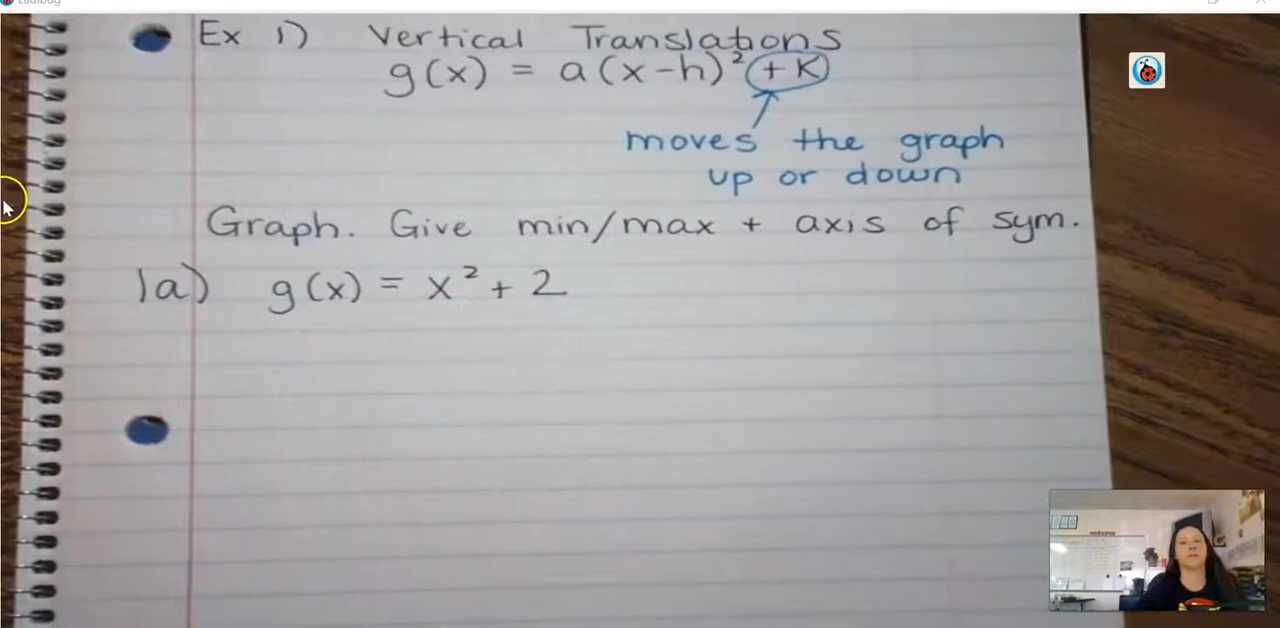 Ladibug
Ex 1) Vertical Translations
g(x) = a(x-h)² + K
moves the graph
up or down
Graph. Give min/max + axis of sym.
1a) g(x) = x² + 2